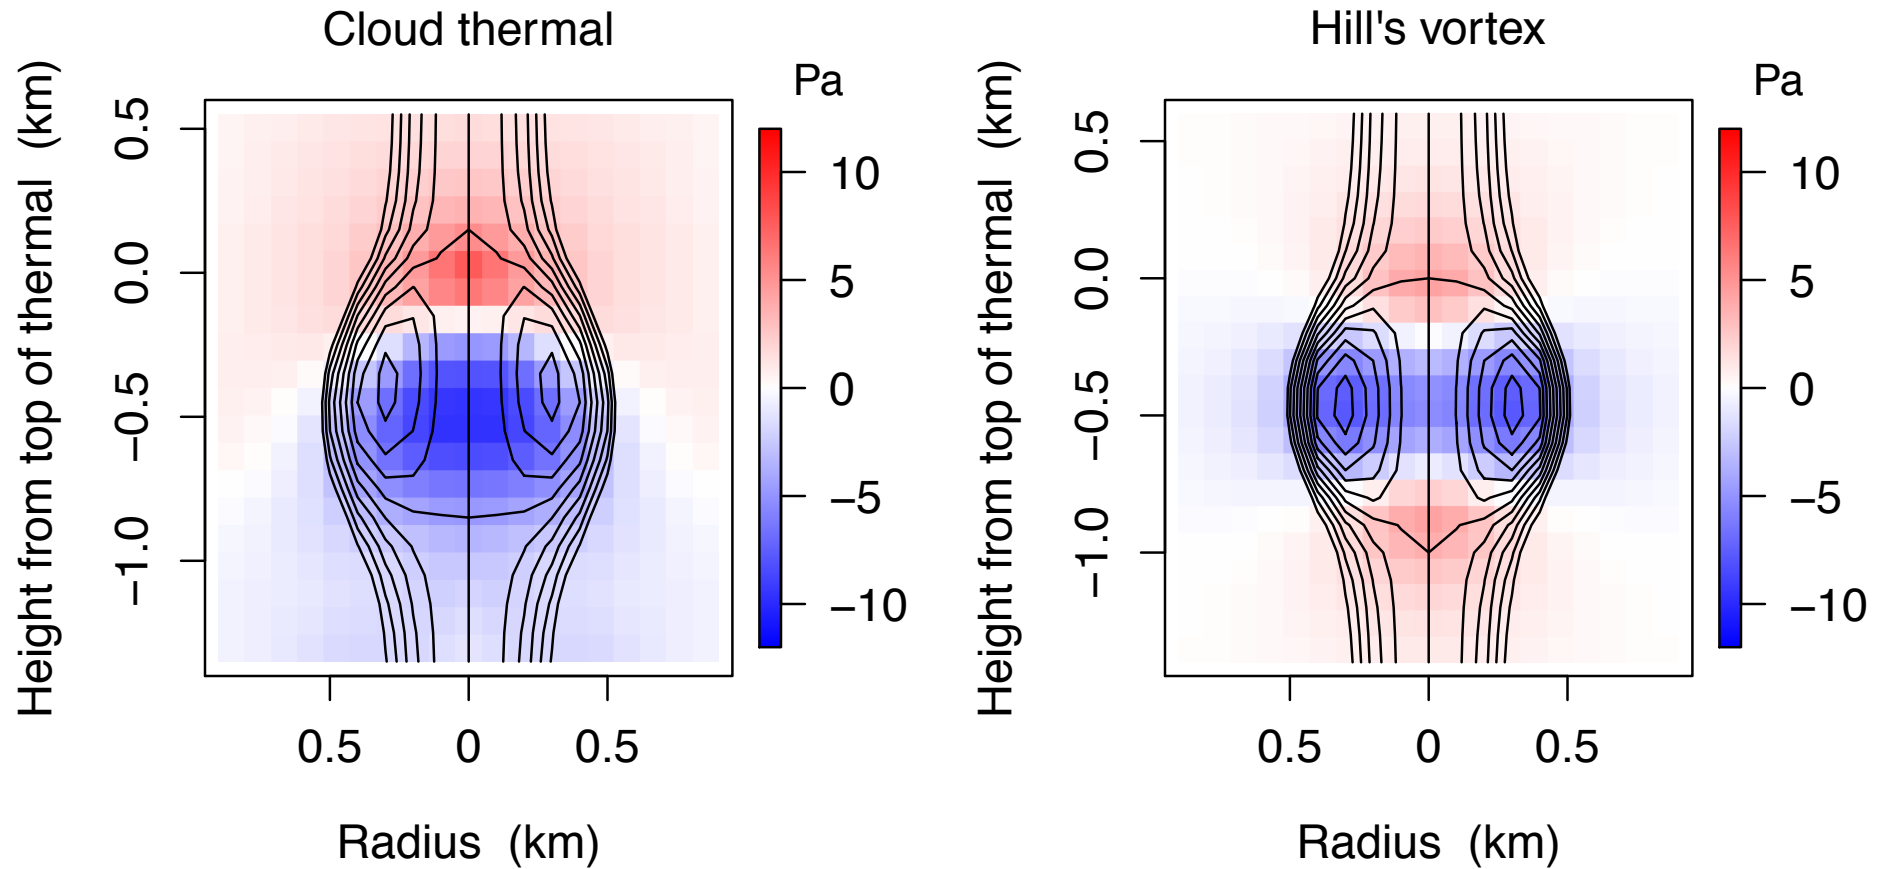 Cloud thermal
Pa
Height from top of thermal (km)
0.5
0.0
−0.5
−1.0
10
5
0
−5
−10
0.5 0 0.5
Radius (km)
Hill's vortex
Pa
Height from top of thermal (km)
0.5
0.0
−0.5
−1.0
10
5
0
−5
−10
0.5 0 0.5
Radius (km)